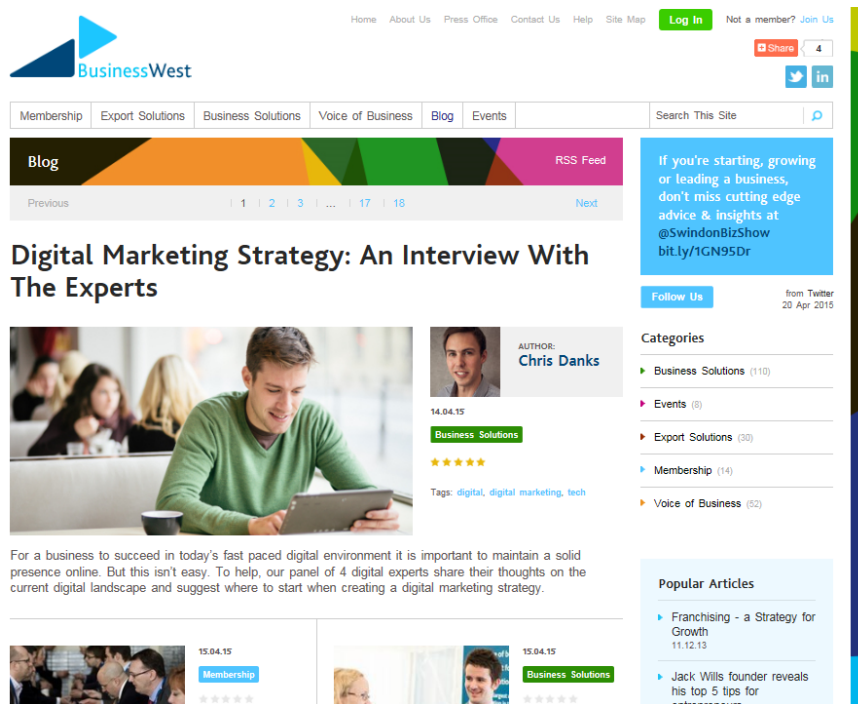 Home About Us Press Office Contact Us Help Site Map Log In Not a member? Join Us
Share 4
BusinessWest
in
Membership Export Solutions Business Solutions Voice of Business Blog Events Search This Site
Blog RSS Feed
Previous 1 2 3 ... 17 18 Next
Digital Marketing Strategy: An Interview With
The Experts
AUTHOR:
Chris Danks
14.04.15
Business Solutions
Tags: digital, digital marketing, tech
For a business to succeed in today's fast paced digital environment it is important to maintain a solid
presence online. But this isn't easy. To help, our panel of 4 digital experts share their thoughts on the
current digital landscape and suggest where to start when creating a digital marketing strategy.
15.04.15
Membership
15.04.15
Business Solutions
If you're starting, growing
or leading a business,
don't miss cutting edge
advice & insights at
@SwindonBizShow
bit.ly/1GN95Dr
Follow Us
from Twitter
20 Apr 2015
Categories
Business Solutions (110)
Events (8)
Export Solutions (30)
Membership (14)
Voice of Business (52)
Popular Articles
Franchising - a Strategy for
Growth
11.12.13
Jack Wills founder reveals
his top 5 tips for